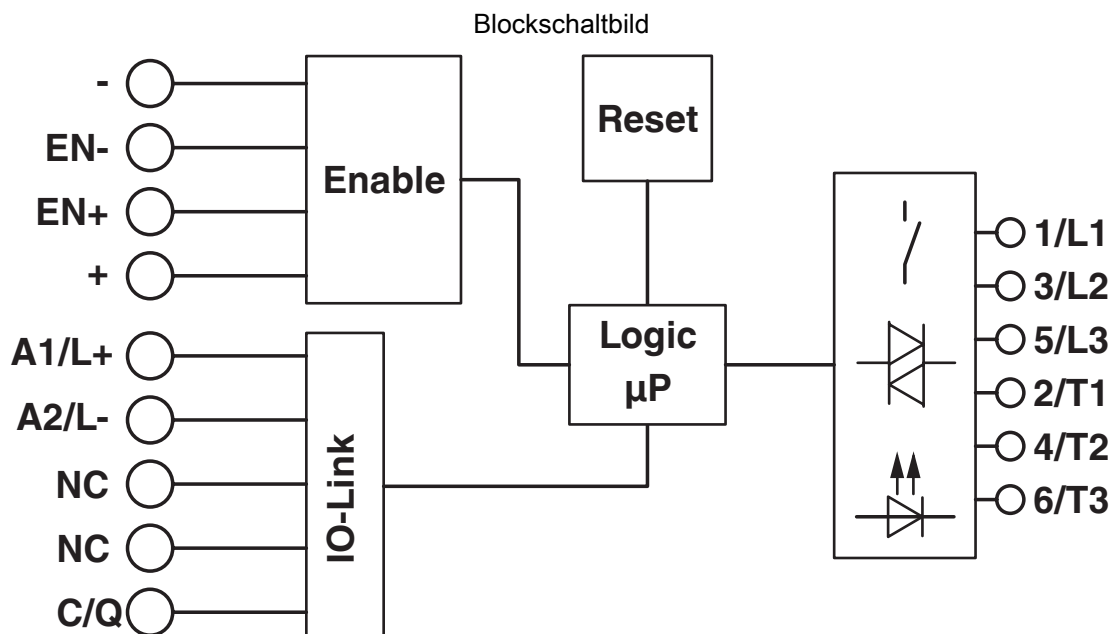 Blockschaltbild
-
EN-
EN+
+
Enable
Reset
A1/L+
A2/L-
NC
NC
C/Q
IO-Link
Logic
µP
1/L1
3/L2
5/L3
2/T1
4/T2
6/T3